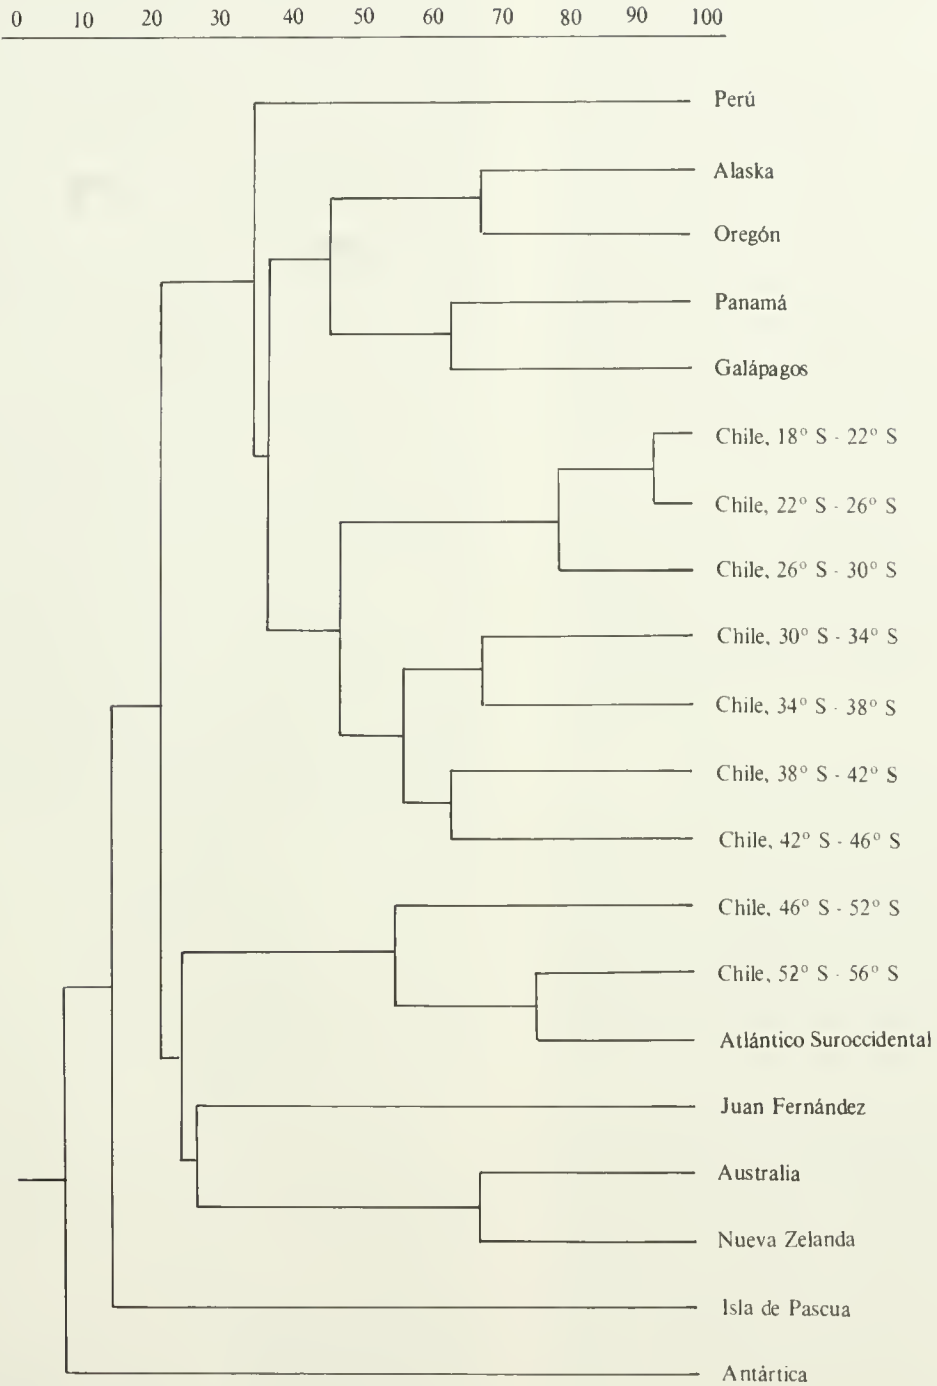 0 10 20 30 40 50 60 70 80 90 100
Perú
Alaska
Oregón
Panamá
Galápagos
Chile, 18° S - 22° S
Chile, 22° S - 26° S
Chile, 26° S - 30° S
Chile, 30° S - 34° S
Chile, 34° S - 38° S
Chile, 38° S - 42° S
Chile, 42° S - 46° S
Chile, 46° S - 52° S
Chile, 52° S - 56° S
Atlántico Suroccidental
Juan Fernández
Australia
Nueva Zelanda
Isla de Pascua
Antártica